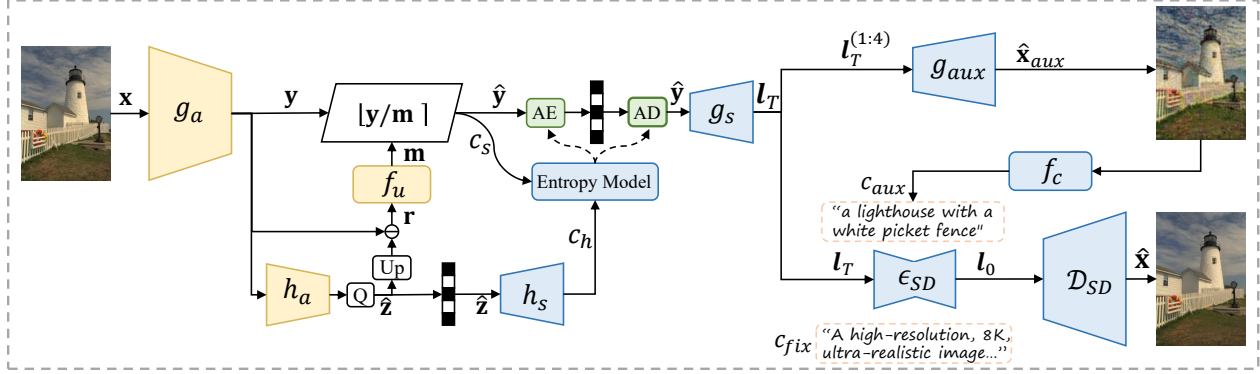 x
g_a
y
⌊y/m⌉
m
f_u
r
Up
h_a
Q
ẑ
ẑ
h_s
c_h
ŷ
c_s
AE
AD
ŷ
Entropy Model
g_s
l_T
l_T^(1:4)
g_aux
x̂_aux
f_c
c_aux
“a lighthouse with a
white picket fence"
l_T
ϵ_SD
l_0
D_SD
x̂
c_fix
“A high-resolution, 8K,
ultra-realistic image...”